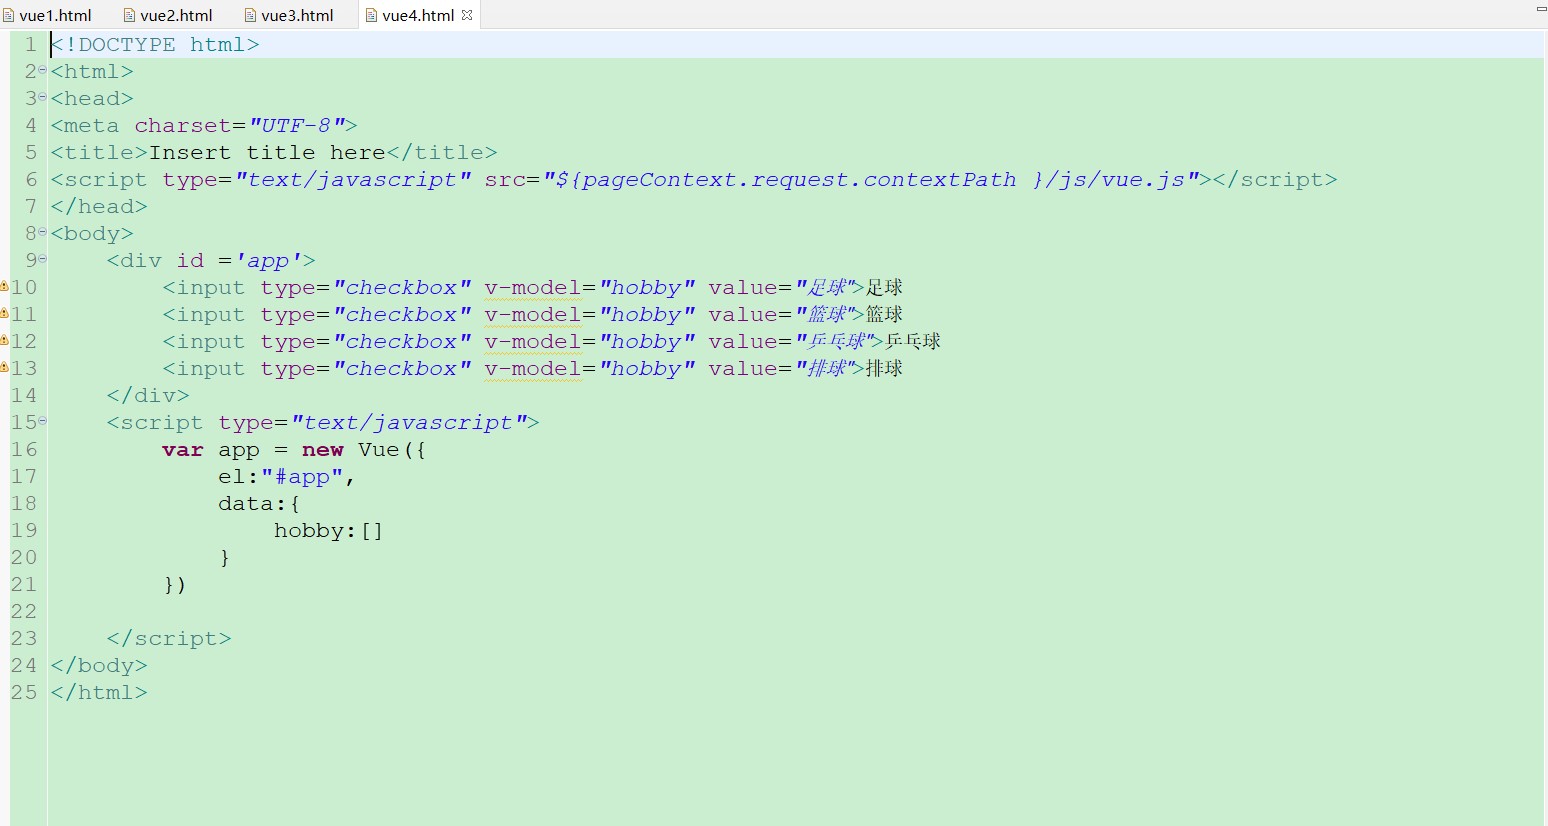 vue1.html vue2.html vue3.html vue4.html
1 <!DOCTYPE html>
2 <html>
3 <head>
4 <meta charset="UTF-8">
5 <title>Insert title here</title>
6 <script type="text/javascript" src="${pageContext.request.contextPath }/js/vue.js"></script>
7 </head>
8 <body>
9     <div id ='app'>
10         <input type="checkbox" v-model="hobby" value="足球">足球
11         <input type="checkbox" v-model="hobby" value="篮球">篮球
12         <input type="checkbox" v-model="hobby" value="乒乓球">乒乓球
13         <input type="checkbox" v-model="hobby" value="排球">排球
14     </div>
15     <script type="text/javascript">
16         var app = new Vue({
17             el:"#app",
18             data:{
19                 hobby:[]
20             }
21         })
22
23     </script>
24 </body>
25 </html>